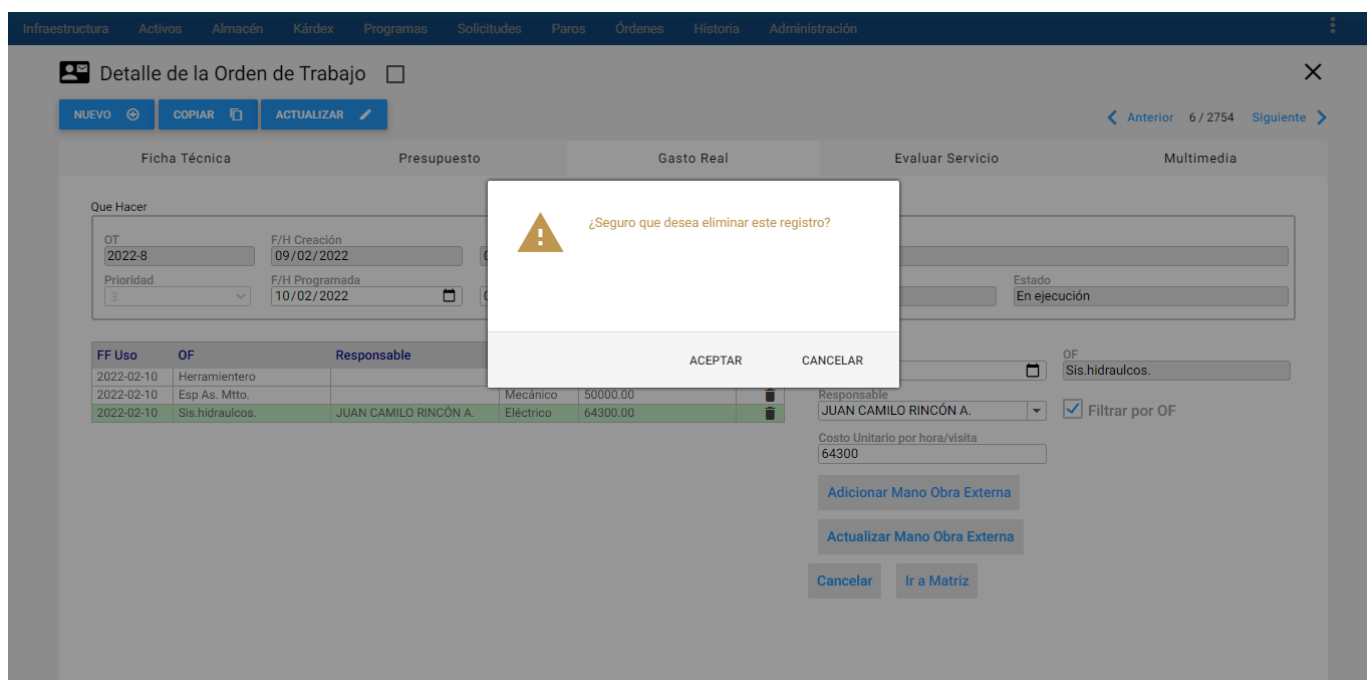 Infraestructura Activos Almacén Kárdex Programas Solicitudes Paros Órdenes Historia Administración
Detalle de la Orden de Trabajo
NUEVO COPIAR ACTUALIZAR Anterior 6 / 2754 Siguiente
Ficha Técnica Presupuesto Gasto Real Evaluar Servicio Multimedia
Que Hacer
¿Seguro que desea eliminar este registro?
OT F/H Creación
2022-8 09/02/2022
Prioridad F/H Programada Estado
3 10/02/2022 En ejecución
ACEPTAR CANCELAR
FF Uso OF Responsable OF
2022-02-10 Herramientero Sis.hidraulcos.
2022-02-10 Esp As. Mtto. Mecánico 50000.00 Responsable
2022-02-10 Sis.hidraulcos. JUAN CAMILO RINCÓN A. Eléctrico 64300.00 JUAN CAMILO RINCÓN A. Filtrar por OF
Costo Unitario por hora/visita
64300
Adicionar Mano Obra Externa
Actualizar Mano Obra Externa
Cancelar Ir a Matriz